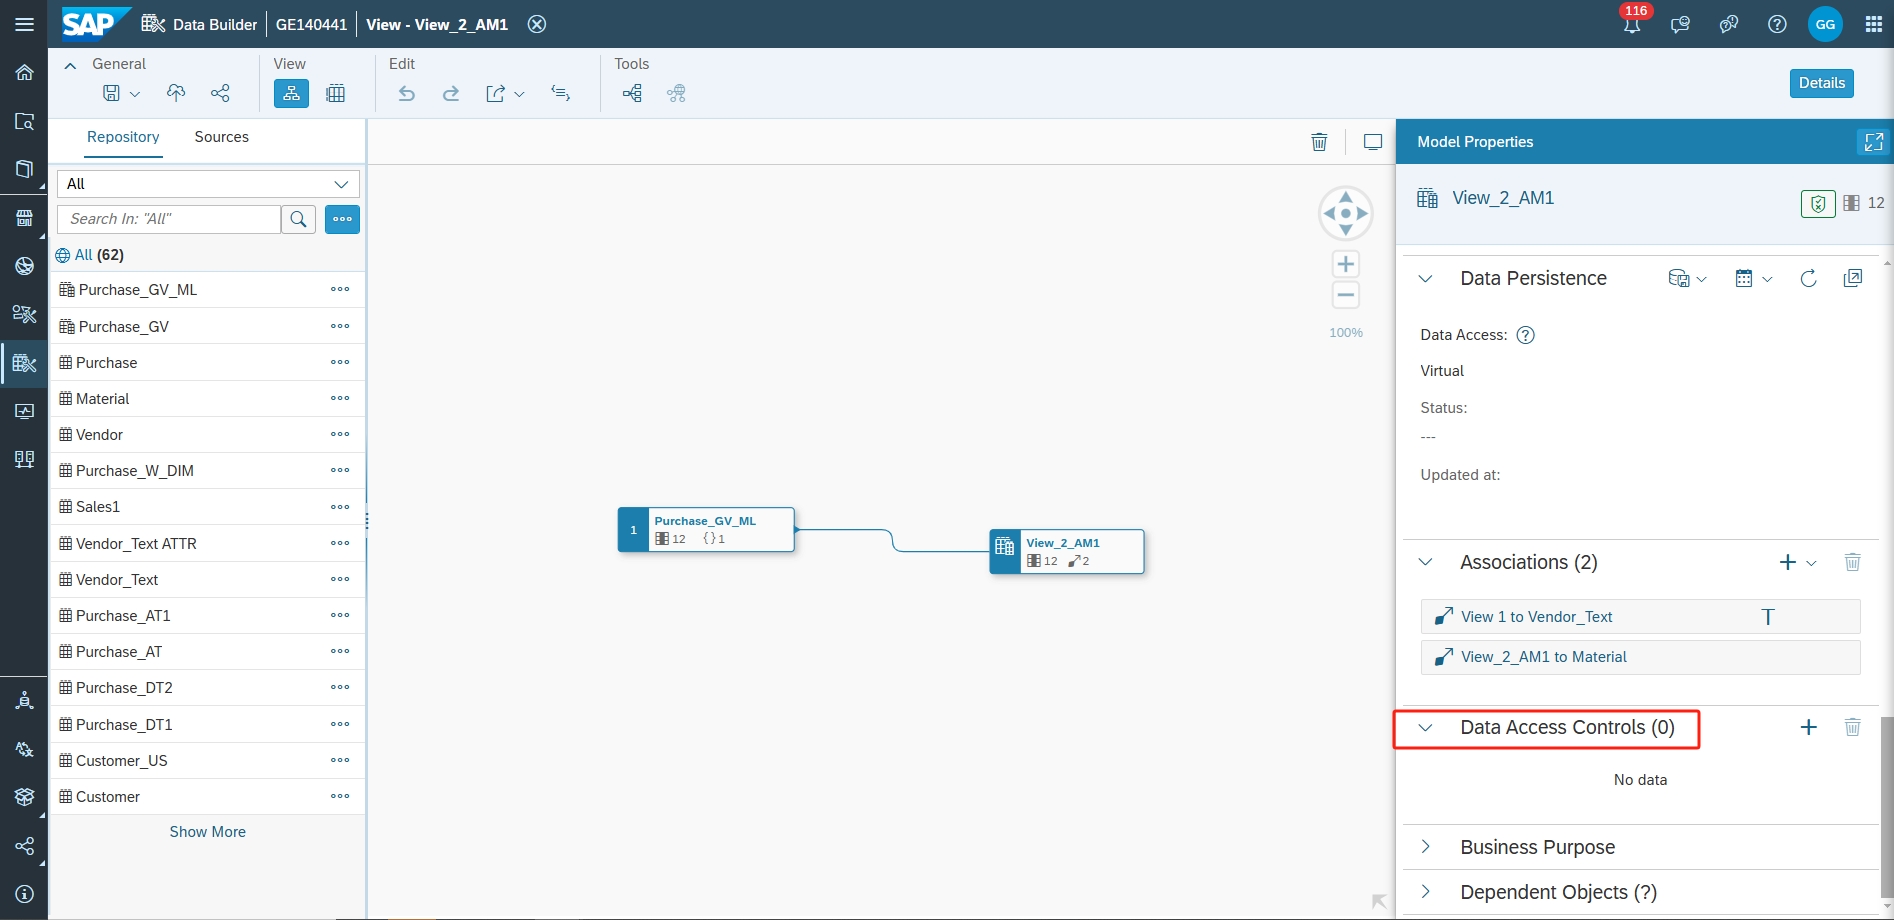 SAP Data Builder GE140441 View - View_2_AM1 116 GG
General View Edit Tools
Details
Repository Sources
All
Search In: "All"
All (62)
Purchase_GV_ML
Purchase_GV
Purchase
Material
Vendor
Purchase_W_DIM
Sales1
Vendor_Text ATTR
Vendor_Text
Purchase_AT1
Purchase_AT
Purchase_DT2
Purchase_DT1
Customer_US
Customer
Show More
100%
1 Purchase_GV_ML
12 {}1
View_2_AM1
12 2
Model Properties
View_2_AM1 12
Data Persistence
Data Access:
Virtual
Status:
---
Updated at:
Associations (2)
View 1 to Vendor_Text T
View_2_AM1 to Material
Data Access Controls (0)
No data
Business Purpose
Dependent Objects (?)